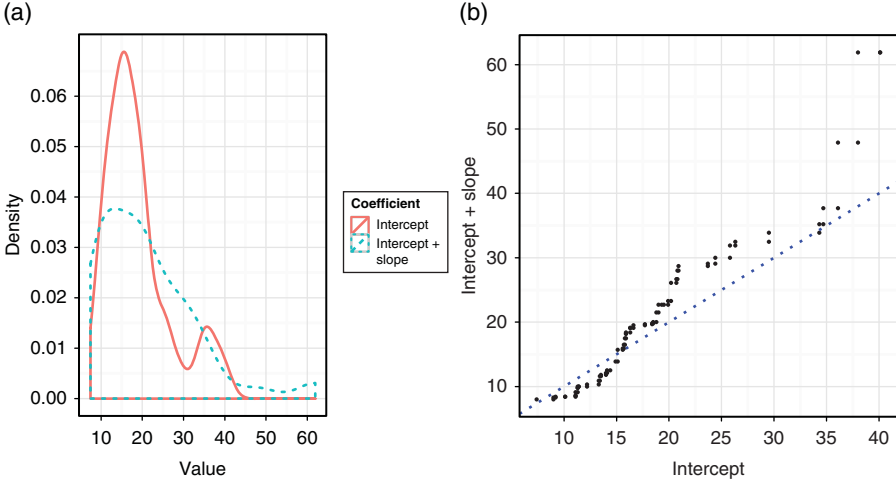 (a)
0.06
0.05
0.04
0.03
0.02
0.01
0.00
Density
10 20 30 40 50 60
Value
Coefficient
Intercept
Intercept +
slope
(b)
60
50
40
30
20
10
Intercept + slope
10 15 20 25 30 35 40
Intercept